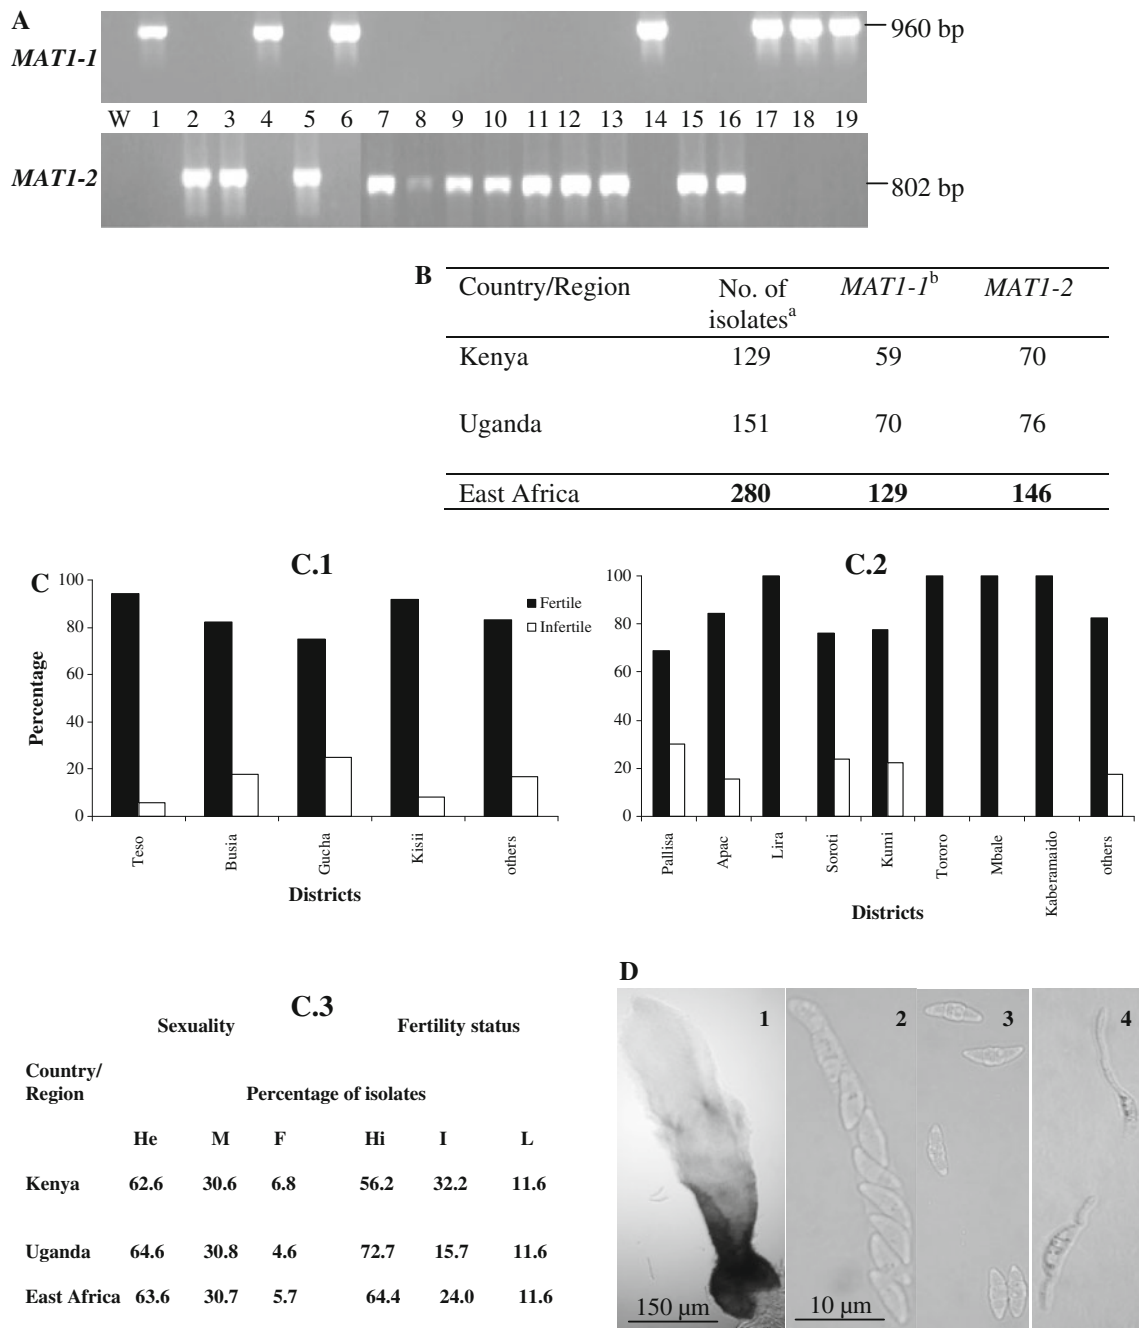 A
MAT1-1
960 bp
W 1 2 3 4 5 6 7 8 9 10 11 12 13 14 15 16 17 18 19
MAT1-2
802 bp
B
Country/Region No. of isolatesa MAT1-1b MAT1-2
Kenya 129 59 70
Uganda 151 70 76
East Africa 280 129 146
C
C.1
100
80
60
40
20
0
Percentage
Fertile
Infertile
Teso Busia Gucha Kisii others
Districts
C.2
100
80
60
40
20
0
Pallisa Apac Lira Soroti Kumi Tororo Mbale Kaberamaido others
Districts
C.3
Sexuality Fertility status
Country/
Region Percentage of isolates
He M F Hi I L
Kenya 62.6 30.6 6.8 56.2 32.2 11.6
Uganda 64.6 30.8 4.6 72.7 15.7 11.6
East Africa 63.6 30.7 5.7 64.4 24.0 11.6
D
1 2 3 4
150 µm 10 µm